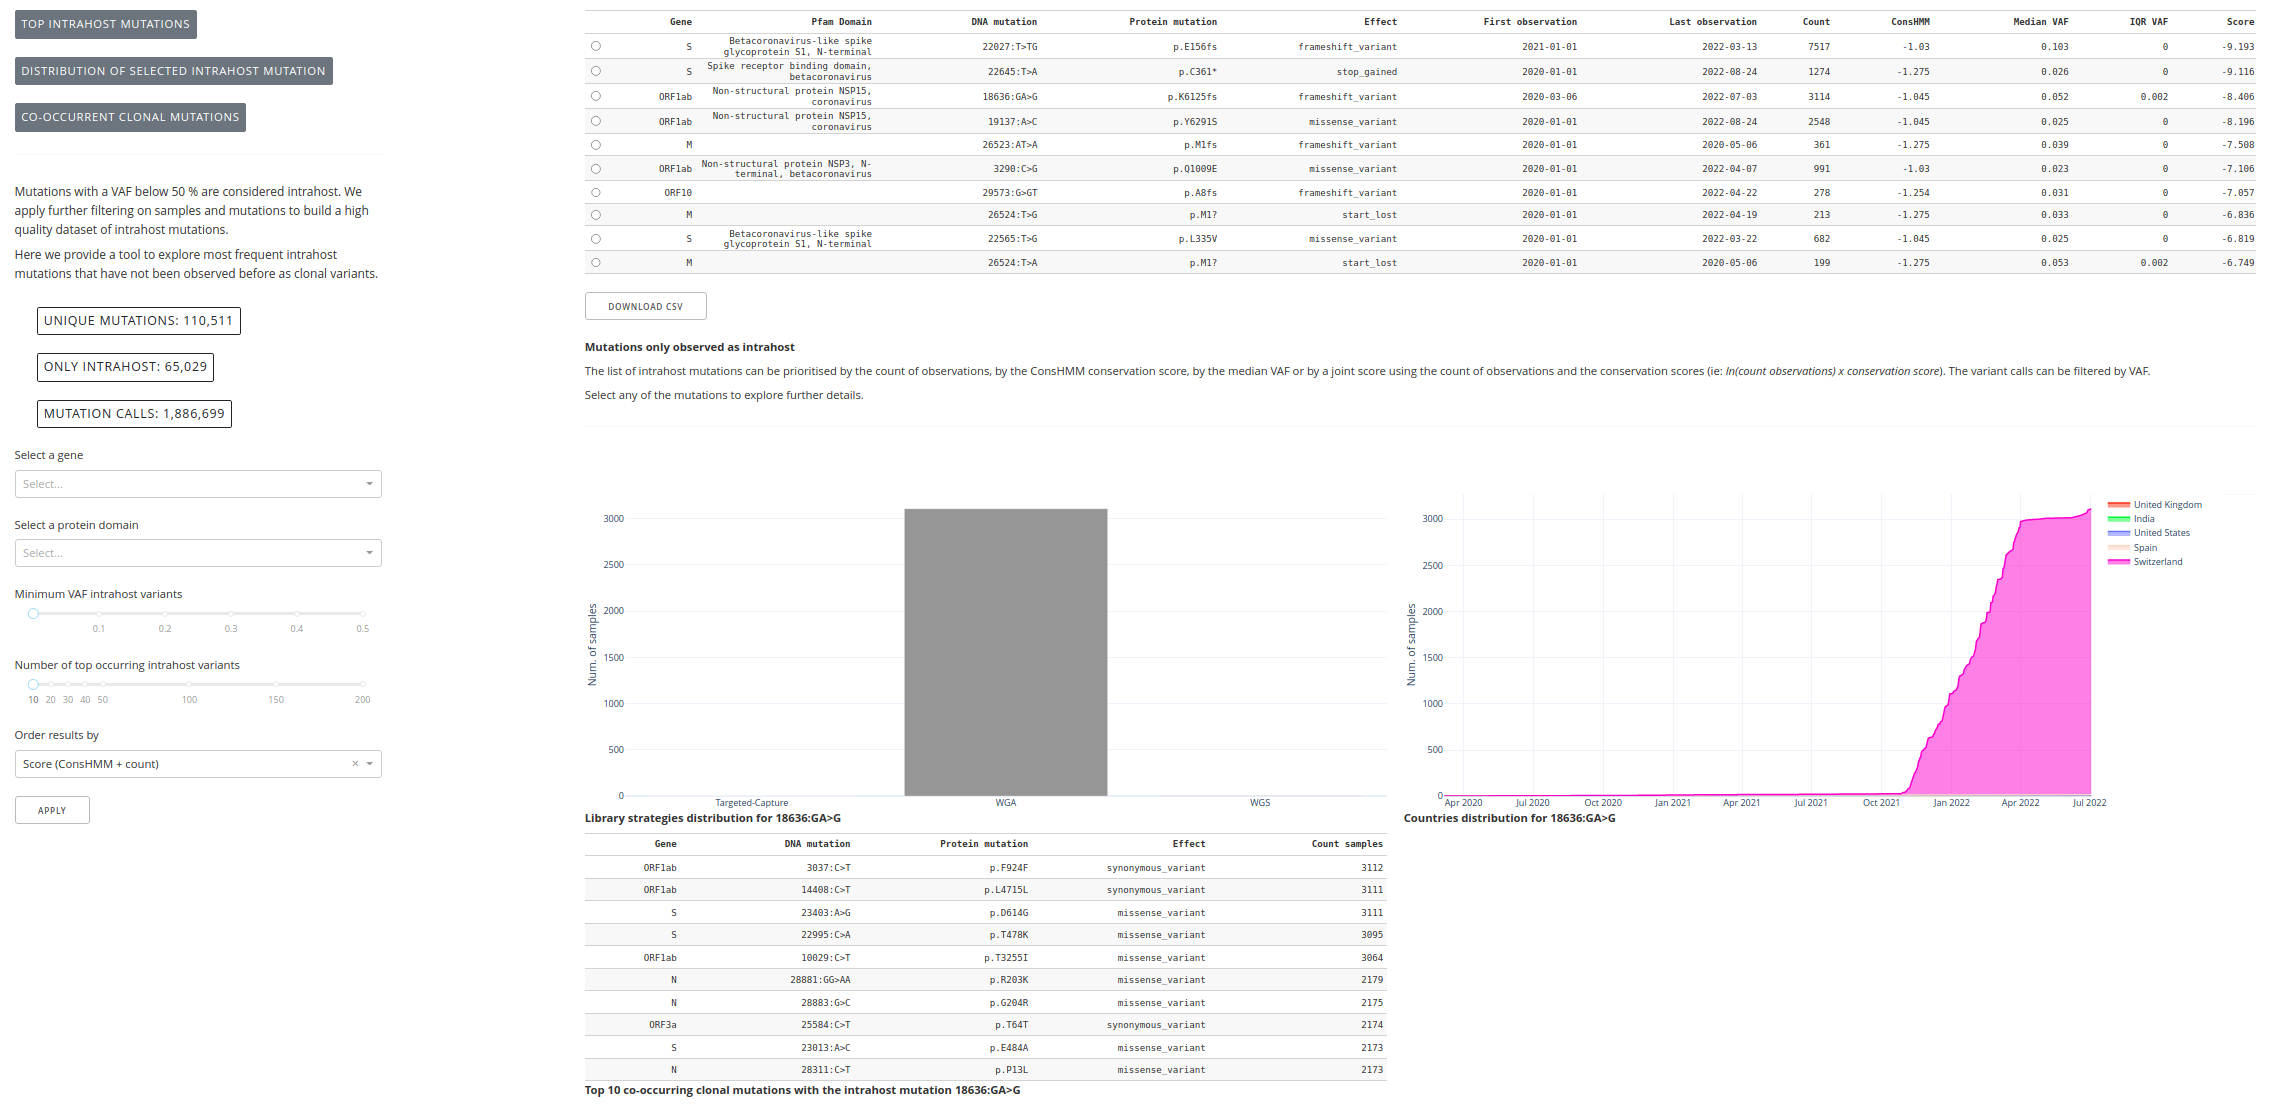 TOP INTRAHOST MUTATIONS
DISTRIBUTION OF SELECTED INTRAHOST MUTATION
CO-OCCURRENT CLONAL MUTATIONS
Mutations with a VAF below 50 % are considered intrahost. We
apply further filtering on samples and mutations to build a high
quality dataset of intrahost mutations.
Here we provide a tool to explore most frequent intrahost
mutations that have not been observed before as clonal variants.
UNIQUE MUTATIONS: 110,511
ONLY INTRAHOST: 65,029
MUTATION CALLS: 1,886,699
Select a gene
Select...
Select a protein domain
Select...
Minimum VAF intrahost variants
0.1 0.2 0.3 0.4 0.5
Number of top occurring intrahost variants
10 20 30 40 50 100 150 200
Order results by
Score (ConsHMM + count) ×
APPLY
Gene Pfam Domain DNA mutation Protein mutation Effect First observation Last observation Count ConsHMM Median VAF IQR VAF Score
S Betacoronavirus-like spike glycoprotein S1, N-terminal 22027:T>TG p.E156fs frameshift_variant 2021-01-01 2022-03-13 7517 -1.03 0.103 0 -9.193
S Spike receptor binding domain, betacoronavirus 22645:T>A p.C361* stop_gained 2020-01-01 2022-08-24 1274 -1.275 0.026 0 -9.116
ORF1ab Non-structural protein NSP15, coronavirus 18636:GA>G p.K6125fs frameshift_variant 2020-03-06 2022-07-03 3114 -1.045 0.052 0.002 -8.406
ORF1ab Non-structural protein NSP15, coronavirus 19137:A>C p.Y6291S missense_variant 2020-01-01 2022-08-24 2548 -1.045 0.025 0 -8.196
M 26523:AT>A p.M1fs frameshift_variant 2020-01-01 2020-05-06 361 -1.275 0.039 0 -7.508
ORF1ab Non-structural protein NSP3, N-terminal, betacoronavirus 3290:C>G p.Q1009E missense_variant 2020-01-01 2022-04-07 991 -1.03 0.023 0 -7.106
ORF10 29573:G>GT p.A8fs frameshift_variant 2020-01-01 2022-04-22 278 -1.254 0.031 0 -7.057
M 26524:T>G p.M1? start_lost 2020-01-01 2022-04-19 213 -1.275 0.033 0 -6.836
S Betacoronavirus-like spike glycoprotein S1, N-terminal 22565:T>G p.L335V missense_variant 2020-01-01 2022-03-22 682 -1.045 0.025 0 -6.819
M 26524:T>A p.M1? start_lost 2020-01-01 2020-05-06 199 -1.275 0.053 0.002 -6.749
DOWNLOAD CSV
Mutations only observed as intrahost
The list of intrahost mutations can be prioritised by the count of observations, by the ConsHMM conservation score, by the median VAF or by a joint score using the count of observations and the conservation scores (ie: ln(count observations) x conservation score). The variant calls can be filtered by VAF.
Select any of the mutations to explore further details.
Num. of samples
3000
2500
2000
1500
1000
500
0
Targeted-Capture WGA WGS
Library strategies distribution for 18636:GA>G
Num. of samples
3000
2500
2000
1500
1000
500
0
Apr 2020 Jul 2020 Oct 2020 Jan 2021 Apr 2021 Jul 2021 Oct 2021 Jan 2022 Apr 2022 Jul 2022
United Kingdom
India
United States
Spain
Switzerland
Countries distribution for 18636:GA>G
Gene DNA mutation Protein mutation Effect Count samples
ORF1ab 3037:C>T p.F924F synonymous_variant 3112
ORF1ab 14408:C>T p.L4715L synonymous_variant 3111
S 23403:A>G p.D614G missense_variant 3111
S 22995:C>A p.T478K missense_variant 3095
ORF1ab 10029:C>T p.T3255I missense_variant 3064
N 28881:GG>AA p.R203K missense_variant 2179
N 28883:G>C p.G204R missense_variant 2175
ORF3a 25584:C>T p.T64T synonymous_variant 2174
S 23013:A>C p.E484A missense_variant 2173
N 28311:C>T p.P13L missense_variant 2173
Top 10 co-occurring clonal mutations with the intrahost mutation 18636:GA>G